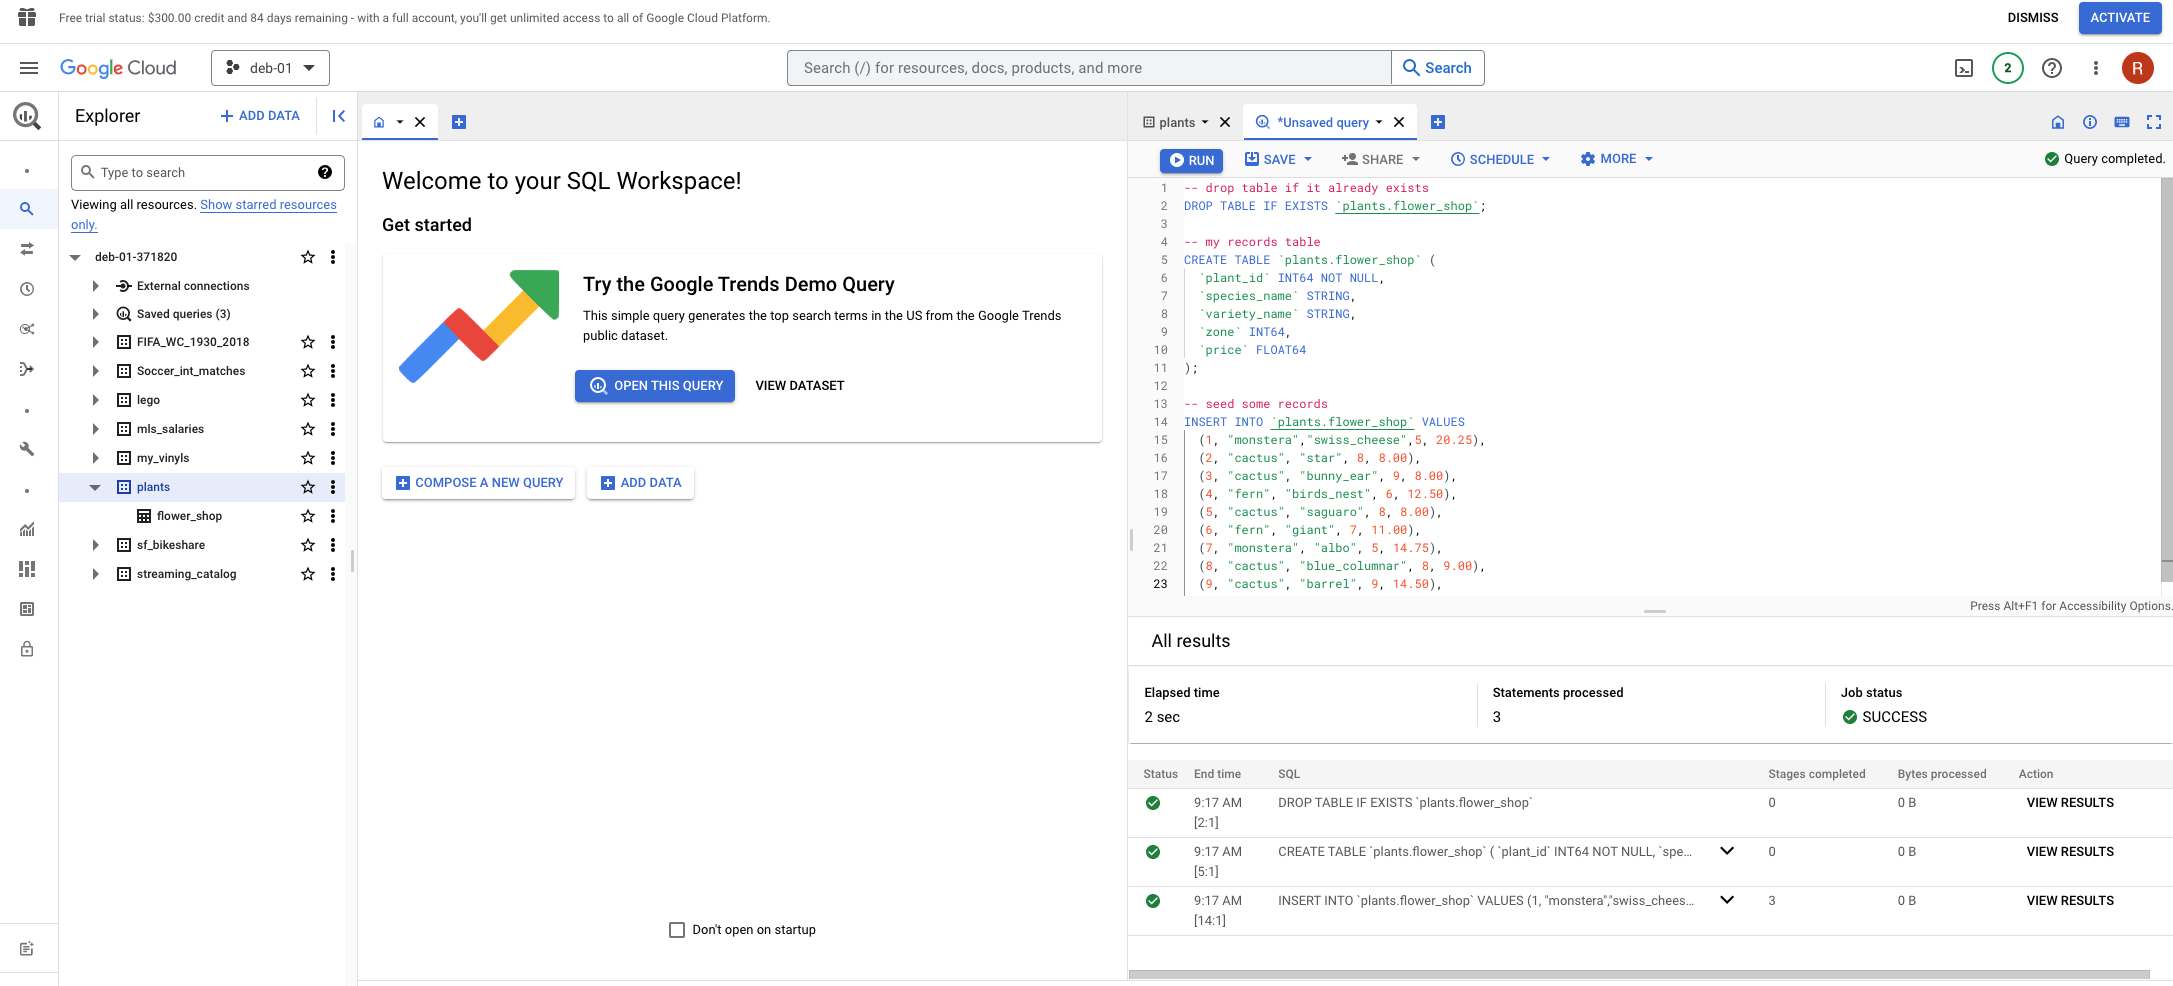 Free trial status: $300.00 credit and 84 days remaining - with a full account, you'll get unlimited access to all of Google Cloud Platform.
DISMISS
ACTIVATE
Google Cloud
deb-01
Search (/) for resources, docs, products, and more
Search
2
R
Explorer
ADD DATA
Type to search
Viewing all resources. Show starred resources
only.
deb-01-371820
External connections
Saved queries (3)
FIFA_WC_1930_2018
Soccer_int_matches
lego
mls_salaries
my_vinyls
plants
flower_shop
sf_bikeshare
streaming_catalog
Welcome to your SQL Workspace!
Get started
Try the Google Trends Demo Query
This simple query generates the top search terms in the US from the Google Trends
public dataset.
OPEN THIS QUERY
VIEW DATASET
COMPOSE A NEW QUERY
ADD DATA
Don't open on startup
plants
*Unsaved query
RUN
SAVE
SHARE
SCHEDULE
MORE
Query completed.
1 -- drop table if it already exists
2 DROP TABLE IF EXISTS `plants.flower_shop`;
3
4 -- my records table
5 CREATE TABLE `plants.flower_shop` (
6 `plant_id` INT64 NOT NULL,
7 `species_name` STRING,
8 `variety_name` STRING,
9 `zone` INT64,
10 `price` FLOAT64
11 );
12
13 -- seed some records
14 INSERT INTO `plants.flower_shop` VALUES
15 (1, "monstera","swiss_cheese",5, 20.25),
16 (2, "cactus", "star", 8, 8.00),
17 (3, "cactus", "bunny_ear", 9, 8.00),
18 (4, "fern", "birds_nest", 6, 12.50),
19 (5, "cactus", "saguaro", 8, 8.00),
20 (6, "fern", "giant", 7, 11.00),
21 (7, "monstera", "albo", 5, 14.75),
22 (8, "cactus", "blue_columnar", 8, 9.00),
23 (9, "cactus", "barrel", 9, 14.50),
Press Alt+F1 for Accessibility Options.
All results
Elapsed time
2 sec
Statements processed
3
Job status
SUCCESS
Status End time SQL Stages completed Bytes processed Action
9:17 AM DROP TABLE IF EXISTS `plants.flower_shop` 0 0 B VIEW RESULTS
[2:1]
9:17 AM CREATE TABLE `plants.flower_shop` ( `plant_id` INT64 NOT NULL, `spe... 0 0 B VIEW RESULTS
[5:1]
9:17 AM INSERT INTO `plants.flower_shop` VALUES (1, "monstera","swiss_chees... 3 0 B VIEW RESULTS
[14:1]